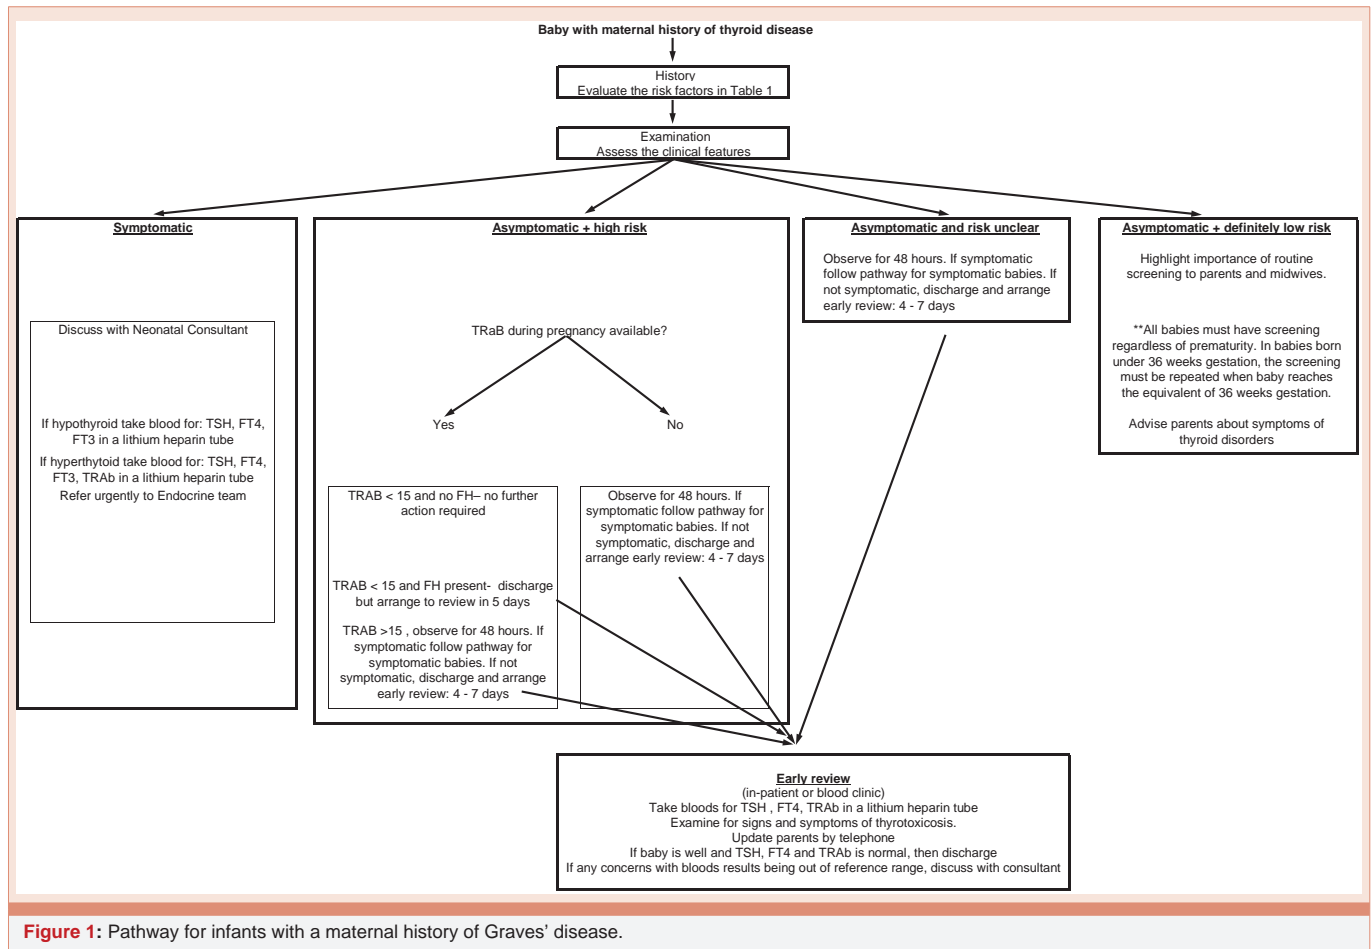 Baby with maternal history of thyroid disease
History
Evaluate the risk factors in Table 1
Examination
Assess the clinical features
Symptomatic
Discuss with Neonatal Consultant
If hypothyroid take blood for: TSH, FT4,
FT3 in a lithium heparin tube
If hyperthytoid take blood for: TSH, FT4,
FT3, TRAb in a lithium heparin tube
Refer urgently to Endocrine team
Asymptomatic + high risk
TRaB during pregnancy available?
Yes
No
TRAB < 15 and no FH– no further
action required
TRAB < 15 and FH present- discharge
but arrange to review in 5 days
TRAB >15 , observe for 48 hours. If
symptomatic follow pathway for
symptomatic babies. If not
symptomatic, discharge and arrange
early review: 4 - 7 days
Observe for 48 hours. If
symptomatic follow pathway for
symptomatic babies. If not
symptomatic, discharge and
arrange early review: 4 - 7 days
Asymptomatic and risk unclear
Observe for 48 hours. If symptomatic
follow pathway for symptomatic babies. If
not symptomatic, discharge and arrange
early review: 4 - 7 days
Asymptomatic + definitely low risk
Highlight importance of routine
screening to parents and midwives.
**All babies must have screening
regardless of prematurity. In babies born
under 36 weeks gestation, the screening
must be repeated when baby reaches
the equivalent of 36 weeks gestation.
Advise parents about symptoms of
thyroid disorders
Early review
(in-patient or blood clinic)
Take bloods for TSH , FT4, TRAb in a lithium heparin tube
Examine for signs and symptoms of thyrotoxicosis.
Update parents by telephone
If baby is well and TSH, FT4 and TRAb is normal, then discharge
If any concerns with bloods results being out of reference range, discuss with consultant
Figure 1: Pathway for infants with a maternal history of Graves’ disease.